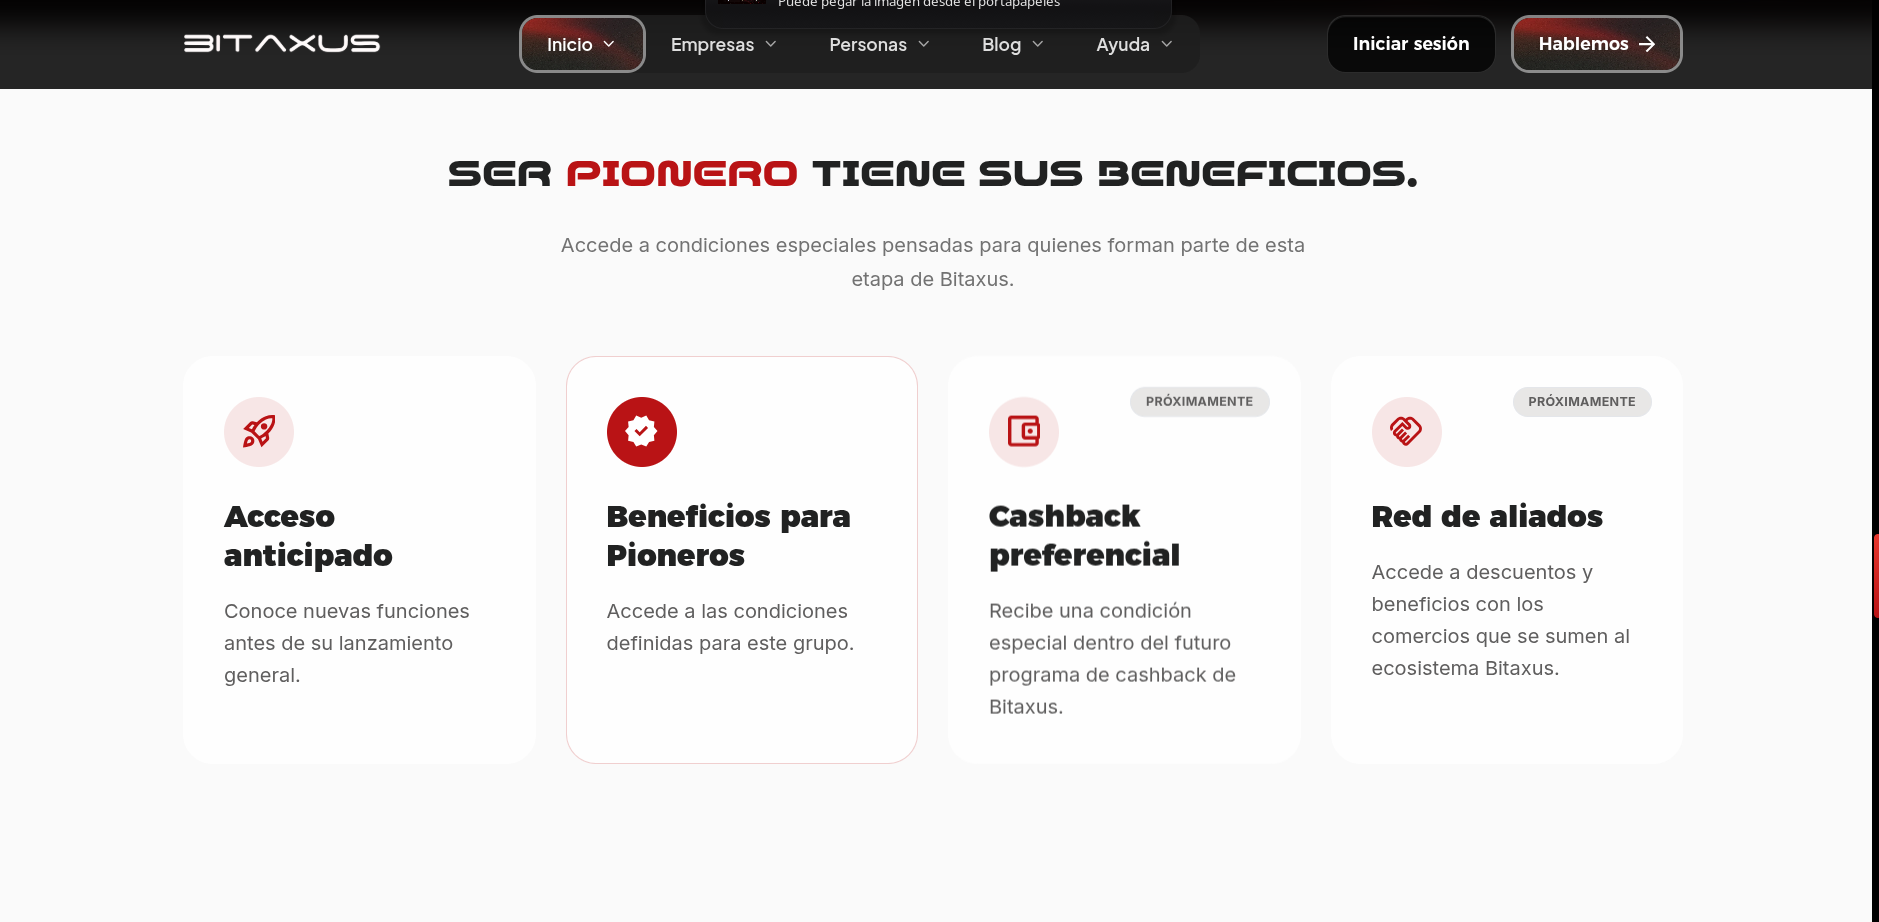 Puede pegar la imagen desde el portapapeles
BITAXUS
Inicio
Empresas
Personas
Blog
Ayuda
Iniciar sesión
Hablemos
SER PIONERO TIENE SUS BENEFICIOS.
Accede a condiciones especiales pensadas para quienes forman parte de esta
etapa de Bitaxus.
Acceso
anticipado
Conoce nuevas funciones
antes de su lanzamiento
general.
Beneficios para
Pioneros
Accede a las condiciones
definidas para este grupo.
PRÓXIMAMENTE
Cashback
preferencial
Recibe una condición
especial dentro del futuro
programa de cashback de
Bitaxus.
PRÓXIMAMENTE
Red de aliados
Accede a descuentos y
beneficios con los
comercios que se sumen al
ecosistema Bitaxus.